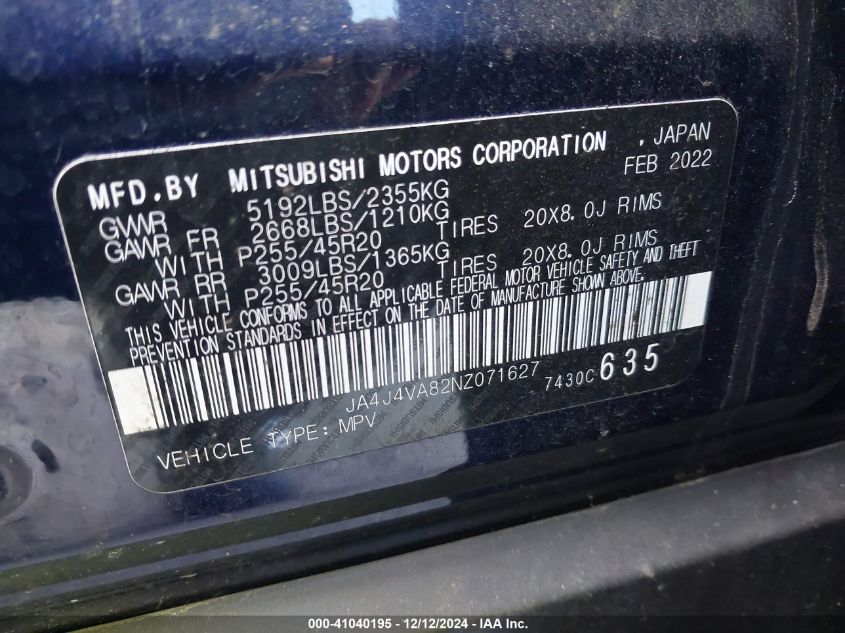 MFD.BY MITSUBISHI MOTORS CORPORATION , JAPAN
FEB 2022
GVWR 5192LBS/2355KG
GAWR FR 2668LBS/1210KG
WITH P255/45R20 TIRES 20X8.0J RIMS
GAWR RR 3009LBS/1365KG
WITH P255/45R20 TIRES 20X8.0J RIMS
THIS VEHICLE CONFORMS TO ALL APPLICABLE FEDERAL MOTOR VEHICLE SAFETY AND THEFT
PREVENTION STANDARDS IN EFFECT ON THE DATE OF MANUFACTURE SHOWN ABOVE.
JA4J4VA82NZ071627 7430C 635
VEHICLE TYPE: MPV
000-41040195 - 12/12/2024 - IAA Inc.